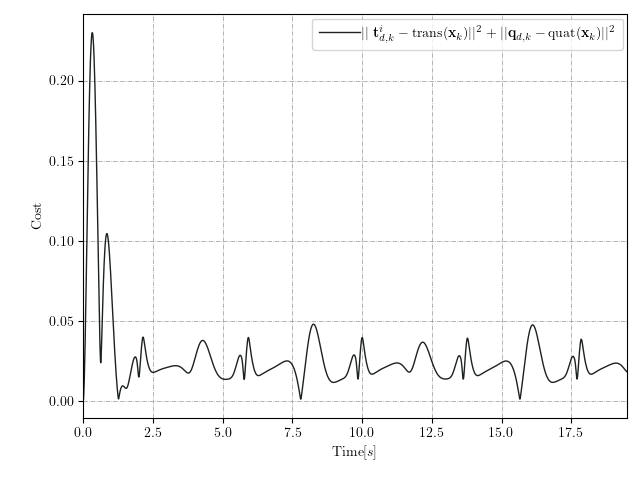 || t^i_{d,k} − trans(x_k)||^2 + ||q_{d,k} − quat(x_k)||^2
0.20
0.15
0.10
0.05
0.00
Cost
0.0 2.5 5.0 7.5 10.0 12.5 15.0 17.5
Time[s]